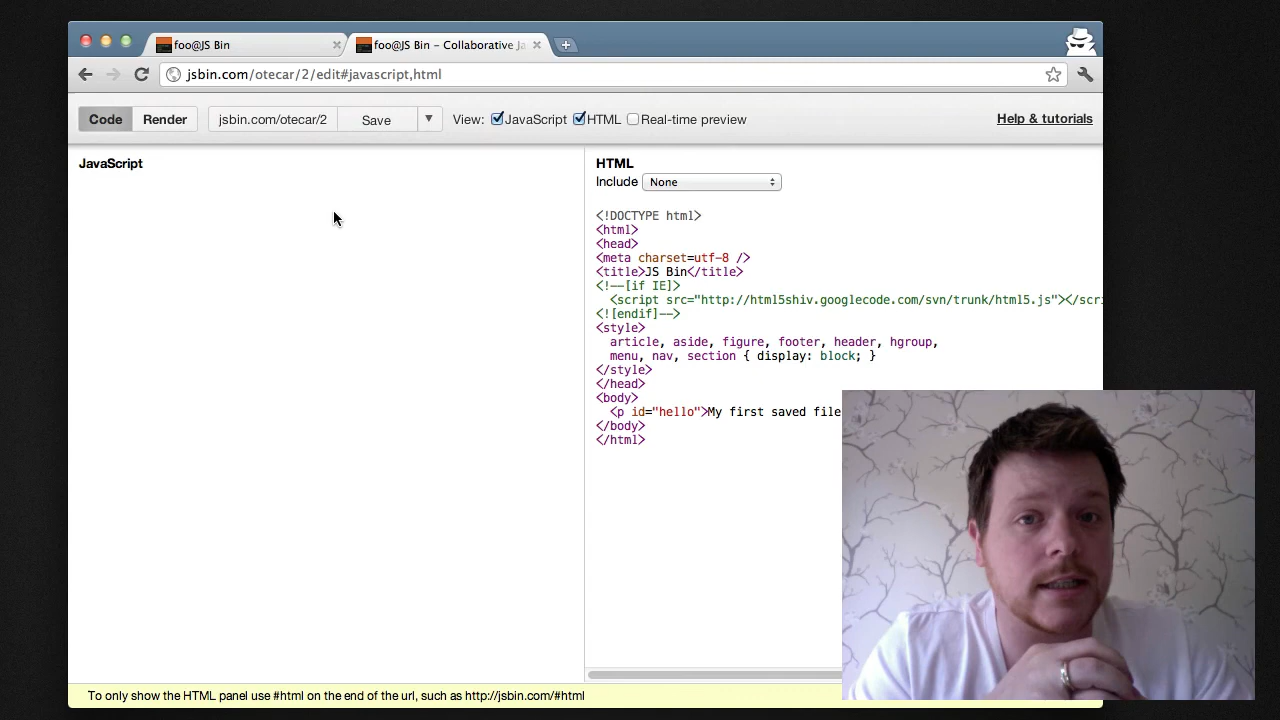 foo@JS Bin
foo@JS Bin – Collaborative Ja
jsbin.com/otecar/2/edit#javascript,html
Code Render jsbin.com/otecar/2 Save View: JavaScript HTML Real-time preview Help & tutorials
JavaScript
HTML
Include None
<!DOCTYPE html>
<html>
<head>
<meta charset=utf-8 />
<title>JS Bin</title>
<!--[if IE]>
<script src="http://html5shiv.googlecode.com/svn/trunk/html5.js"></scri
<![endif]-->
<style>
article, aside, figure, footer, header, hgroup,
menu, nav, section { display: block; }
</style>
</head>
<body>
<p id="hello">My first saved file
</body>
</html>
To only show the HTML panel use #html on the end of the url, such as http://jsbin.com/#html